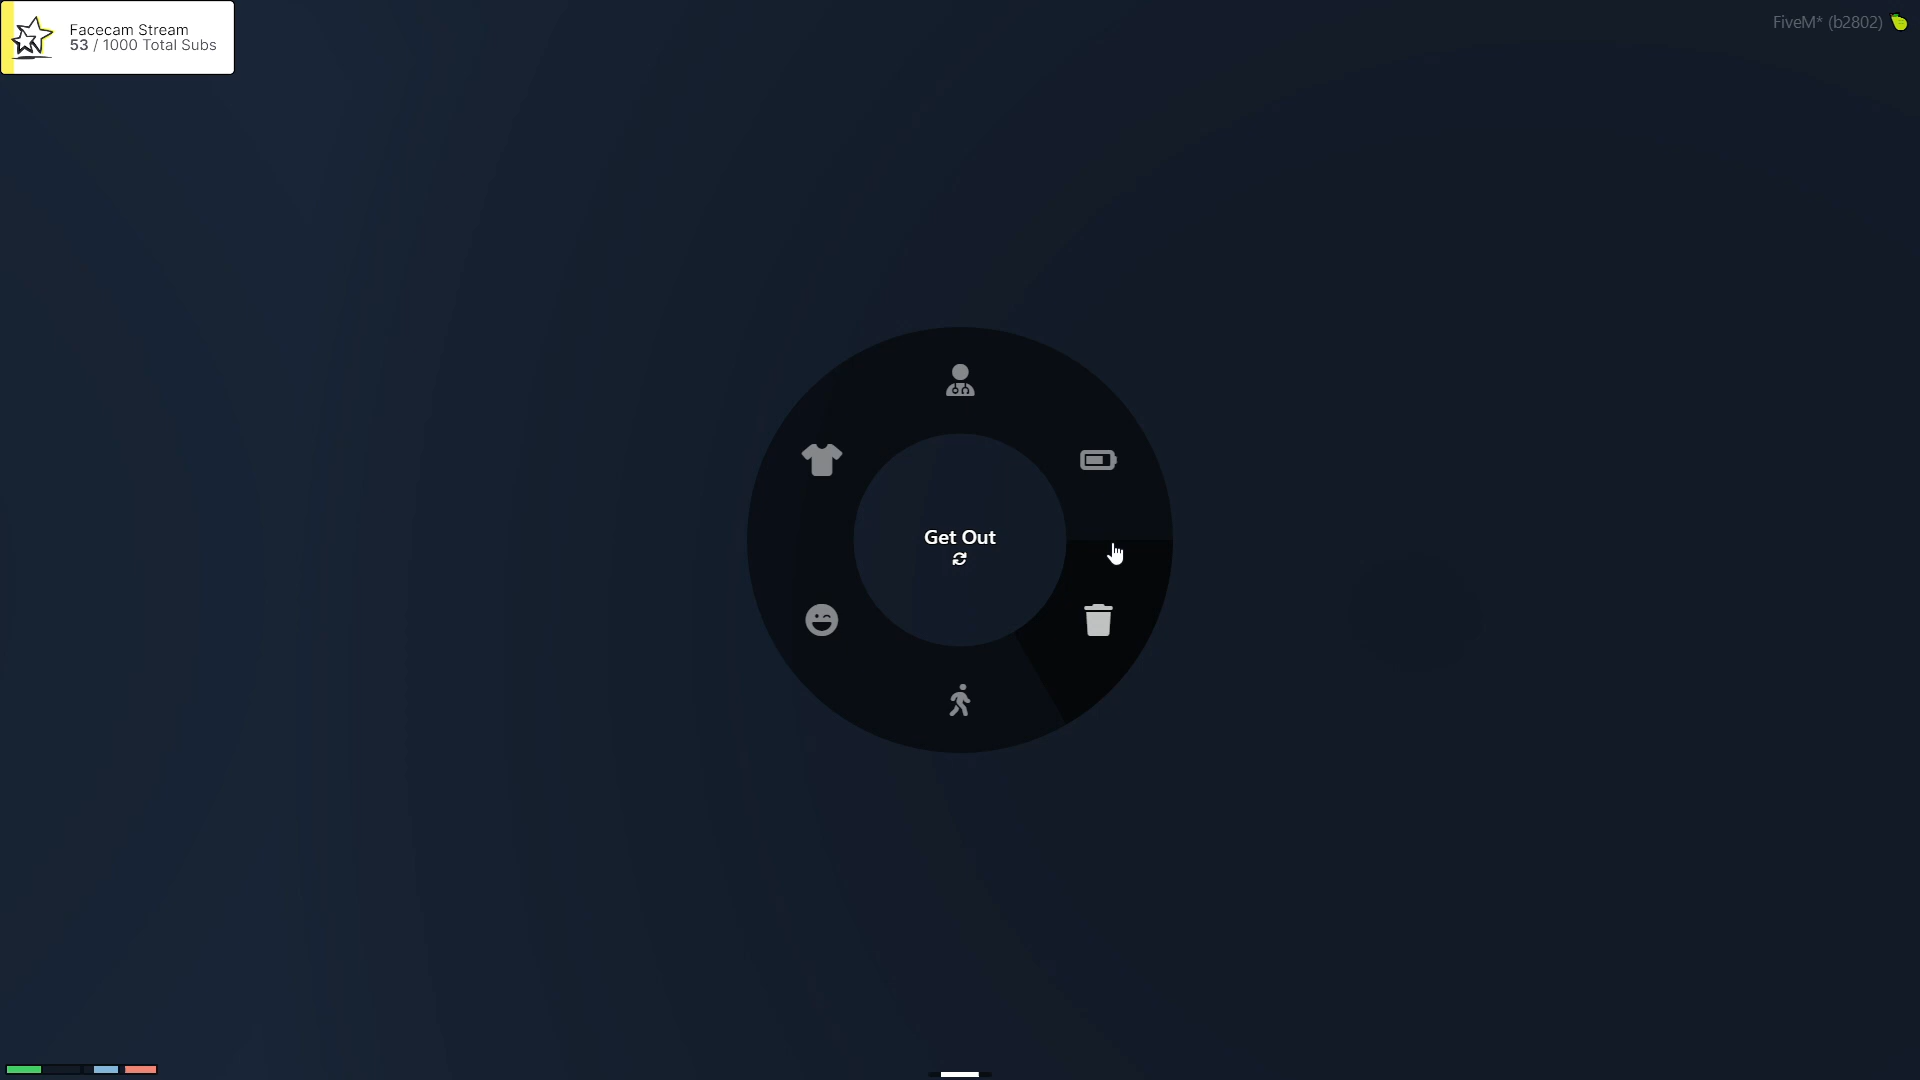 Facecam Stream
53 / 1000 Total Subs
FiveM* (b2802)
Get Out